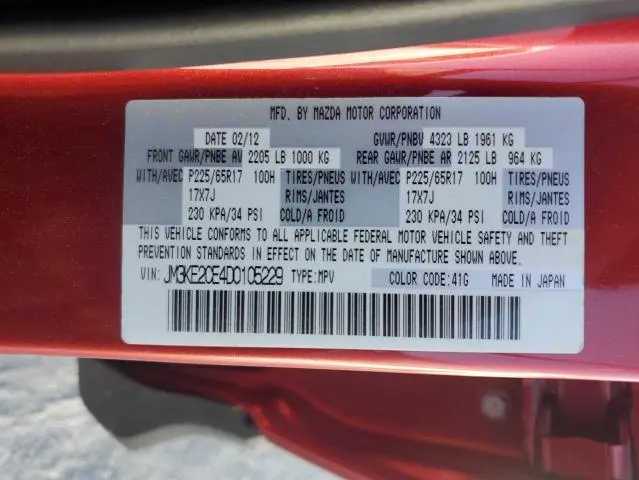 MFD. BY MAZDA MOTOR CORPORATION
DATE 02/12 GVWR/PNBV 4323 LB 1961 KG
FRONT GAWR/PNBE AV 2205 LB 1000 KG REAR GAWR/PNBE AR 2125 LB 964 KG
WITH/AVEC P225/65R17 100H TIRES/PNEUS WITH/AVEC P225/65R17 100H TIRES/PNEUS
17X7J RIMS/JANTES 17X7J RIMS/JANTES
230 KPA/34 PSI COLD/A FROID 230 KPA/34 PSI COLD/A FROID
THIS VEHICLE CONFORMS TO ALL APPLICABLE FEDERAL MOTOR VEHICLE SAFETY AND THEFT
PREVENTION STANDARDS IN EFFECT ON THE DATE OF MANUFACTURE SHOWN ABOVE.
VIN: JM3KE2CE4D0105229 TYPE:MPV COLOR CODE:41G MADE IN JAPAN